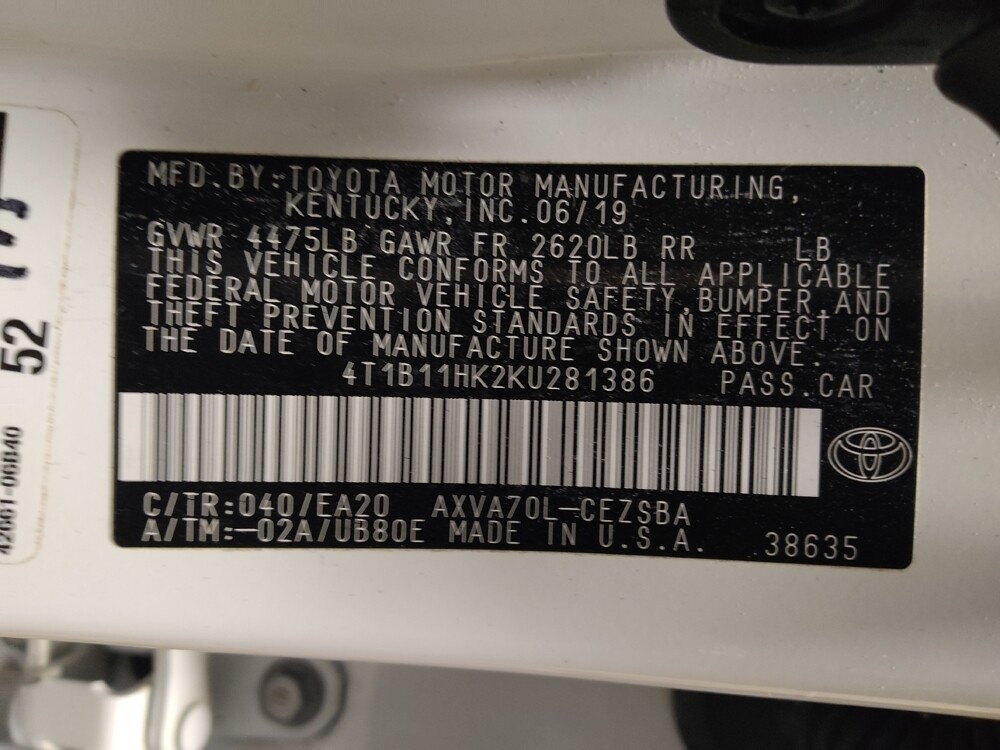 MFD.BY:TOYOTA MOTOR MANUFACTURING,
KENTUCKY,INC.06/19
GVWR 4475LB GAWR FR 2620LB RR LB
THIS VEHICLE CONFORMS TO ALL APPLICABLE
FEDERAL MOTOR VEHICLE SAFETY,BUMPER,AND
THEFT PREVENTION STANDARDS IN EFFECT ON
THE DATE OF MANUFACTURE SHOWN ABOVE.
4T1B11HK2KU281386 PASS.CAR
C/TR:040/EA20 AXVA70L-CEZSBA
A/TM:-02A/UB80E MADE IN U.S.A. 38635
52
42661-06B40